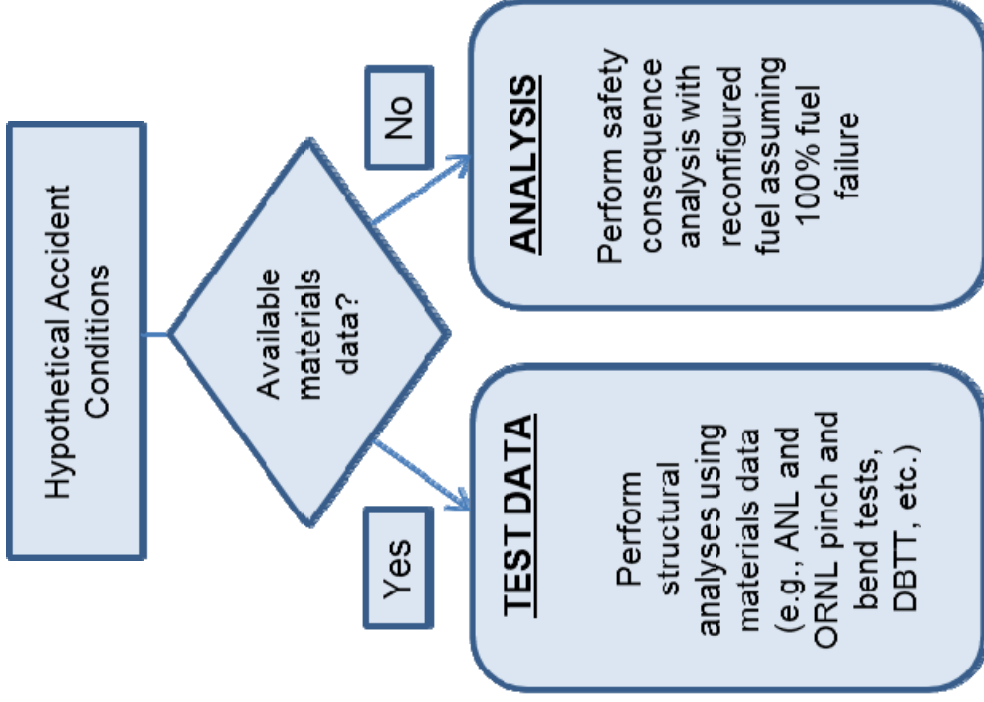 Hypothetical Accident
Conditions
Available
materials
data?
Yes
No
TEST DATA
Perform
structural
analyses using
materials data
(e.g., ANL and
ORNL pinch and
bend tests,
DBTT, etc.)
ANALYSIS
Perform safety
consequence
analysis with
reconfigured
fuel assuming
100% fuel
failure